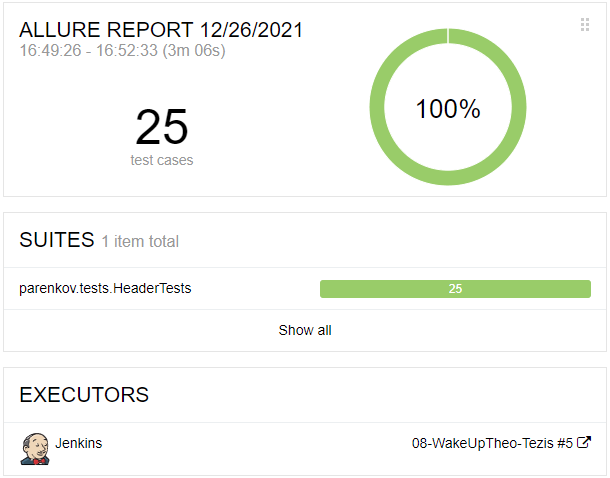 ALLURE REPORT 12/26/2021
16:49:26 - 16:52:33 (3m 06s)
25
test cases
100%
SUITES 1 item total
parenkov.tests.HeaderTests 25
Show all
EXECUTORS
Jenkins 08-WakeUpTheo-Tezis #5